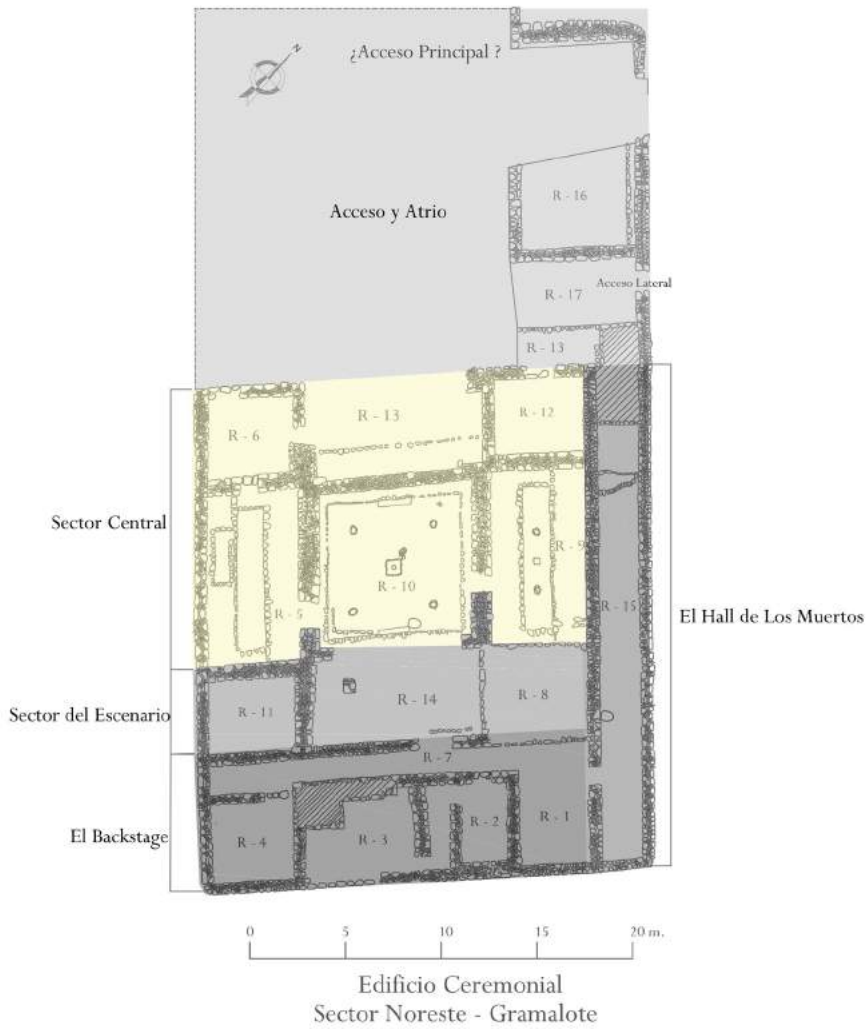 ¿Acceso Principal ?
N
R - 16
Acceso y Atrio
Acceso Lateral
R - 17
R - 13
R - 6
R - 13
R - 12
Sector Central
R - 9
R - 10
R - 5
R - 15
El Hall de Los Muertos
Sector del Escenario
R - 11
R - 14
R - 8
R - 7
El Backstage
R - 4
R - 3
R - 2
R - 1
0 5 10 15 20 m.
Edificio Ceremonial
Sector Noreste - Gramalote